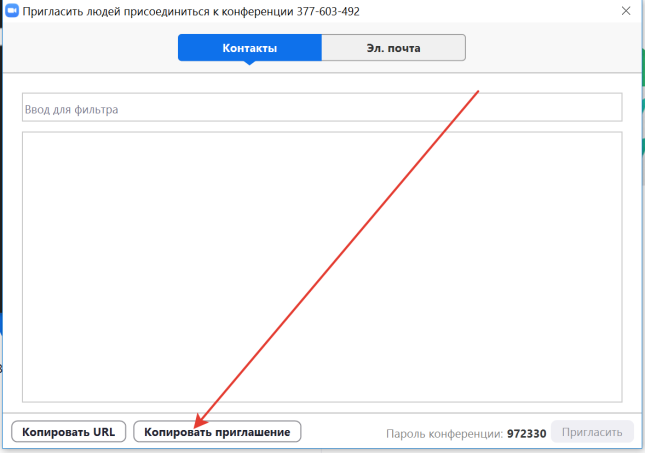 Пригласить людей присоединиться к конференции 377-603-492
Контакты
Эл. почта
Ввод для фильтра
Копировать URL
Копировать приглашение
Пароль конференции: 972330
Пригласить